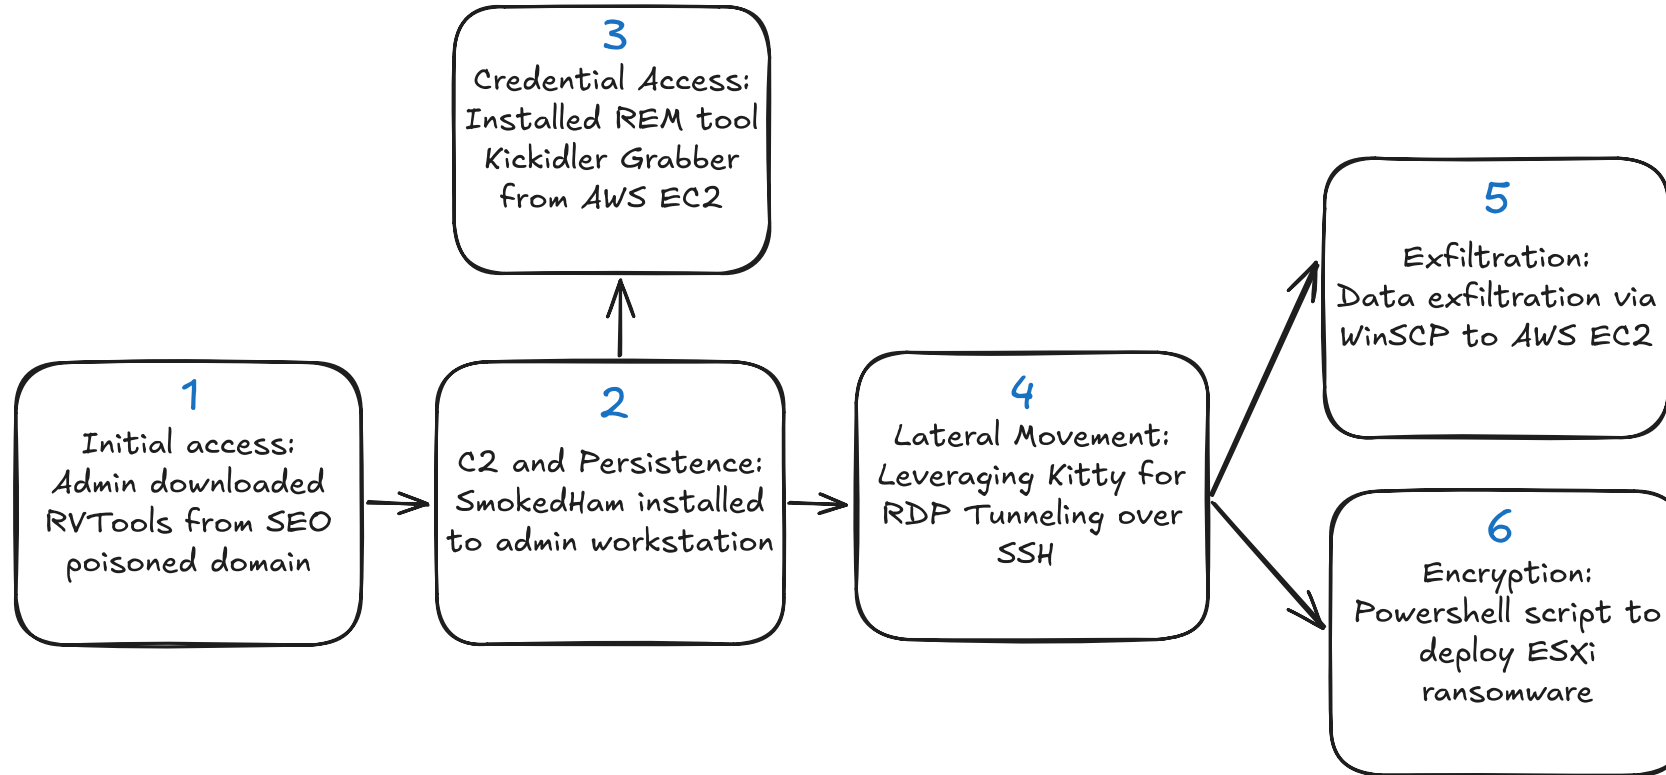 1
Initial access:
Admin downloaded
RVTools from SEO
poisoned domain
2
C2 and Persistence:
SmokedHam installed
to admin workstation
3
Credential Access:
Installed REM tool
Kickidler Grabber
from AWS EC2
4
Lateral Movement:
Leveraging Kitty for
RDP Tunneling over
SSH
5
Exfiltration:
Data exfiltration via
WinSCP to AWS EC2
6
Encryption:
Powershell script to
deploy ESXi
ransomware